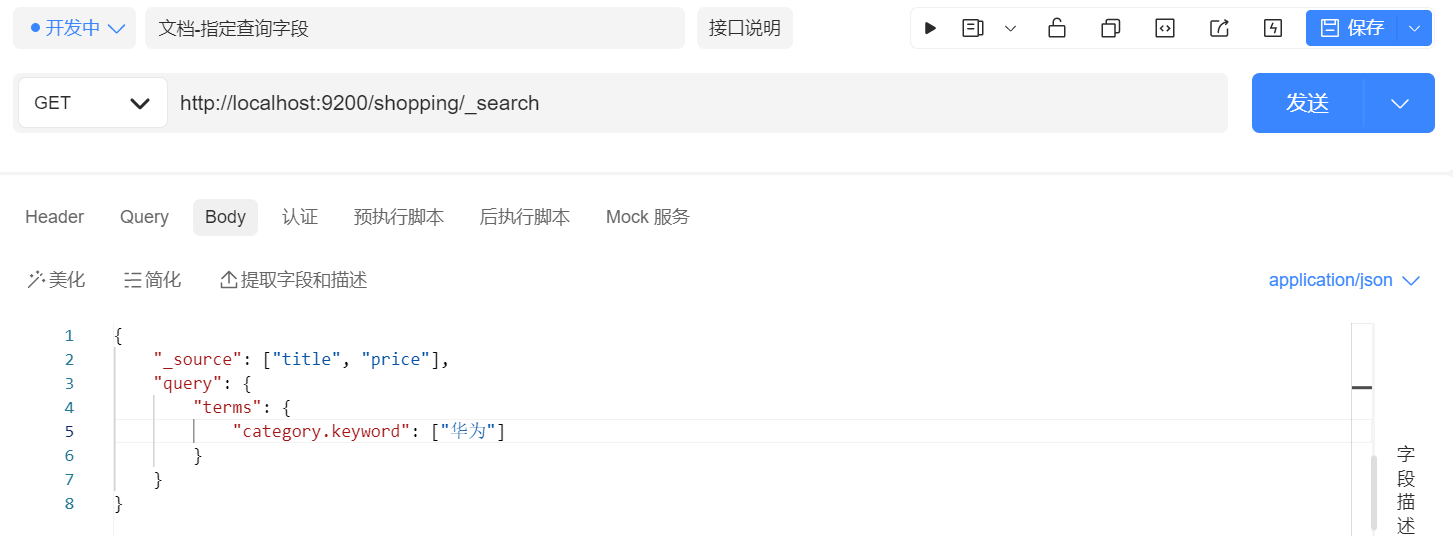 开发中 文档-指定查询字段 接口说明 保存
GET http://localhost:9200/shopping/_search 发送
Header Query Body 认证 预执行脚本 后执行脚本 Mock 服务
美化 简化 提取字段和描述 application/json
1 {
2 "_source": ["title", "price"],
3 "query": {
4 "terms": {
5 "category.keyword": ["华为"]
6 }
7 }
8 }
字段描述